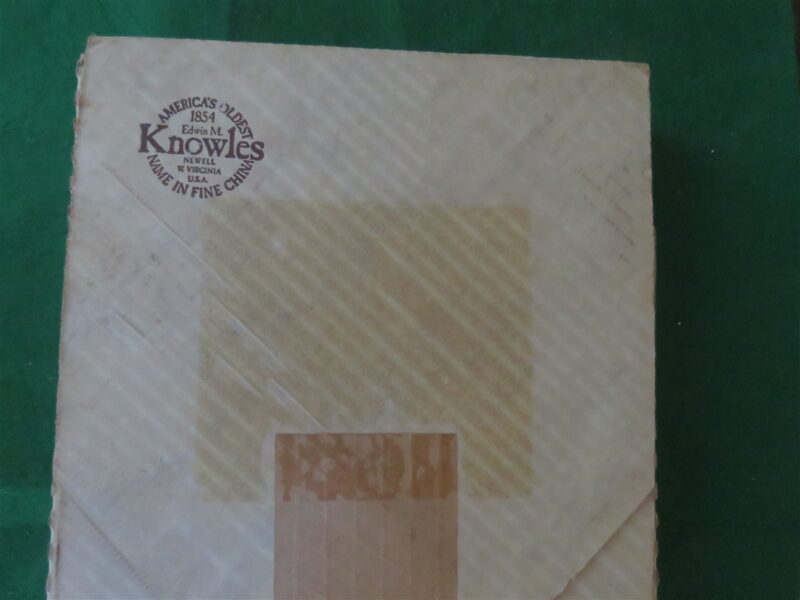 AMERICA'S OLDEST
1854
Edwin M.
Knowles
NEWELL
W. VIRGINIA
U.S.A.
NAME IN FINE CHINA